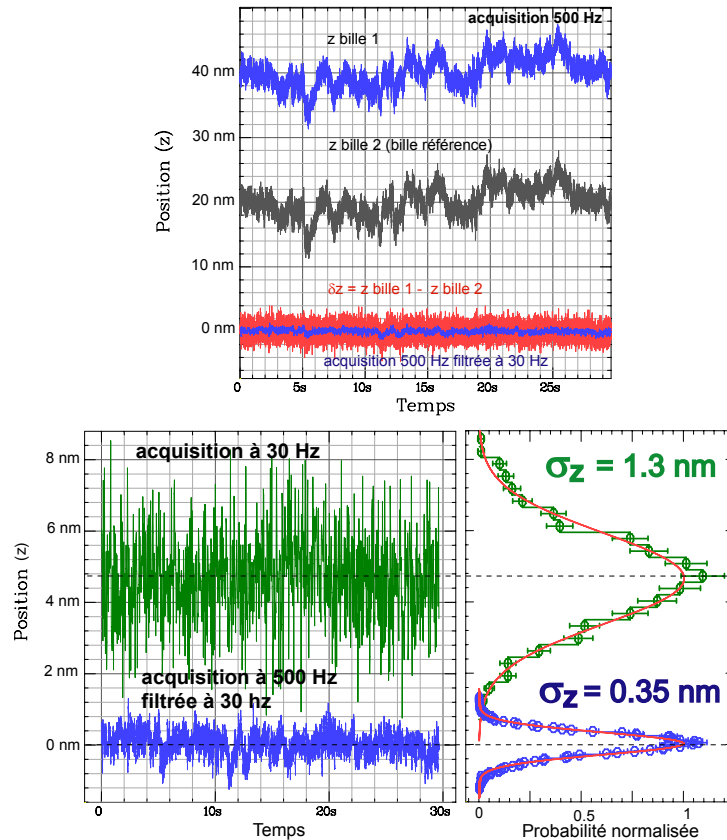 acquisition 500 Hz
z bille 1
40 nm
30 nm
z bille 2 (bille référence)
20 nm
10 nm
δz = z bille 1 - z bille 2
0 nm
acquisition 500 Hz filtrée à 30 Hz
0 5s 10s 15s 20s 25s
Temps
Position (z)
8 nm
acquisition à 30 Hz
6 nm
4 nm
2 nm
acquisition à 500 Hz
filtrée à 30 hz
0 nm
0 10s 20s 30s
Temps
Position (z)
σz = 1.3 nm
σz = 0.35 nm
0 0.5 1
Probabilité normalisée